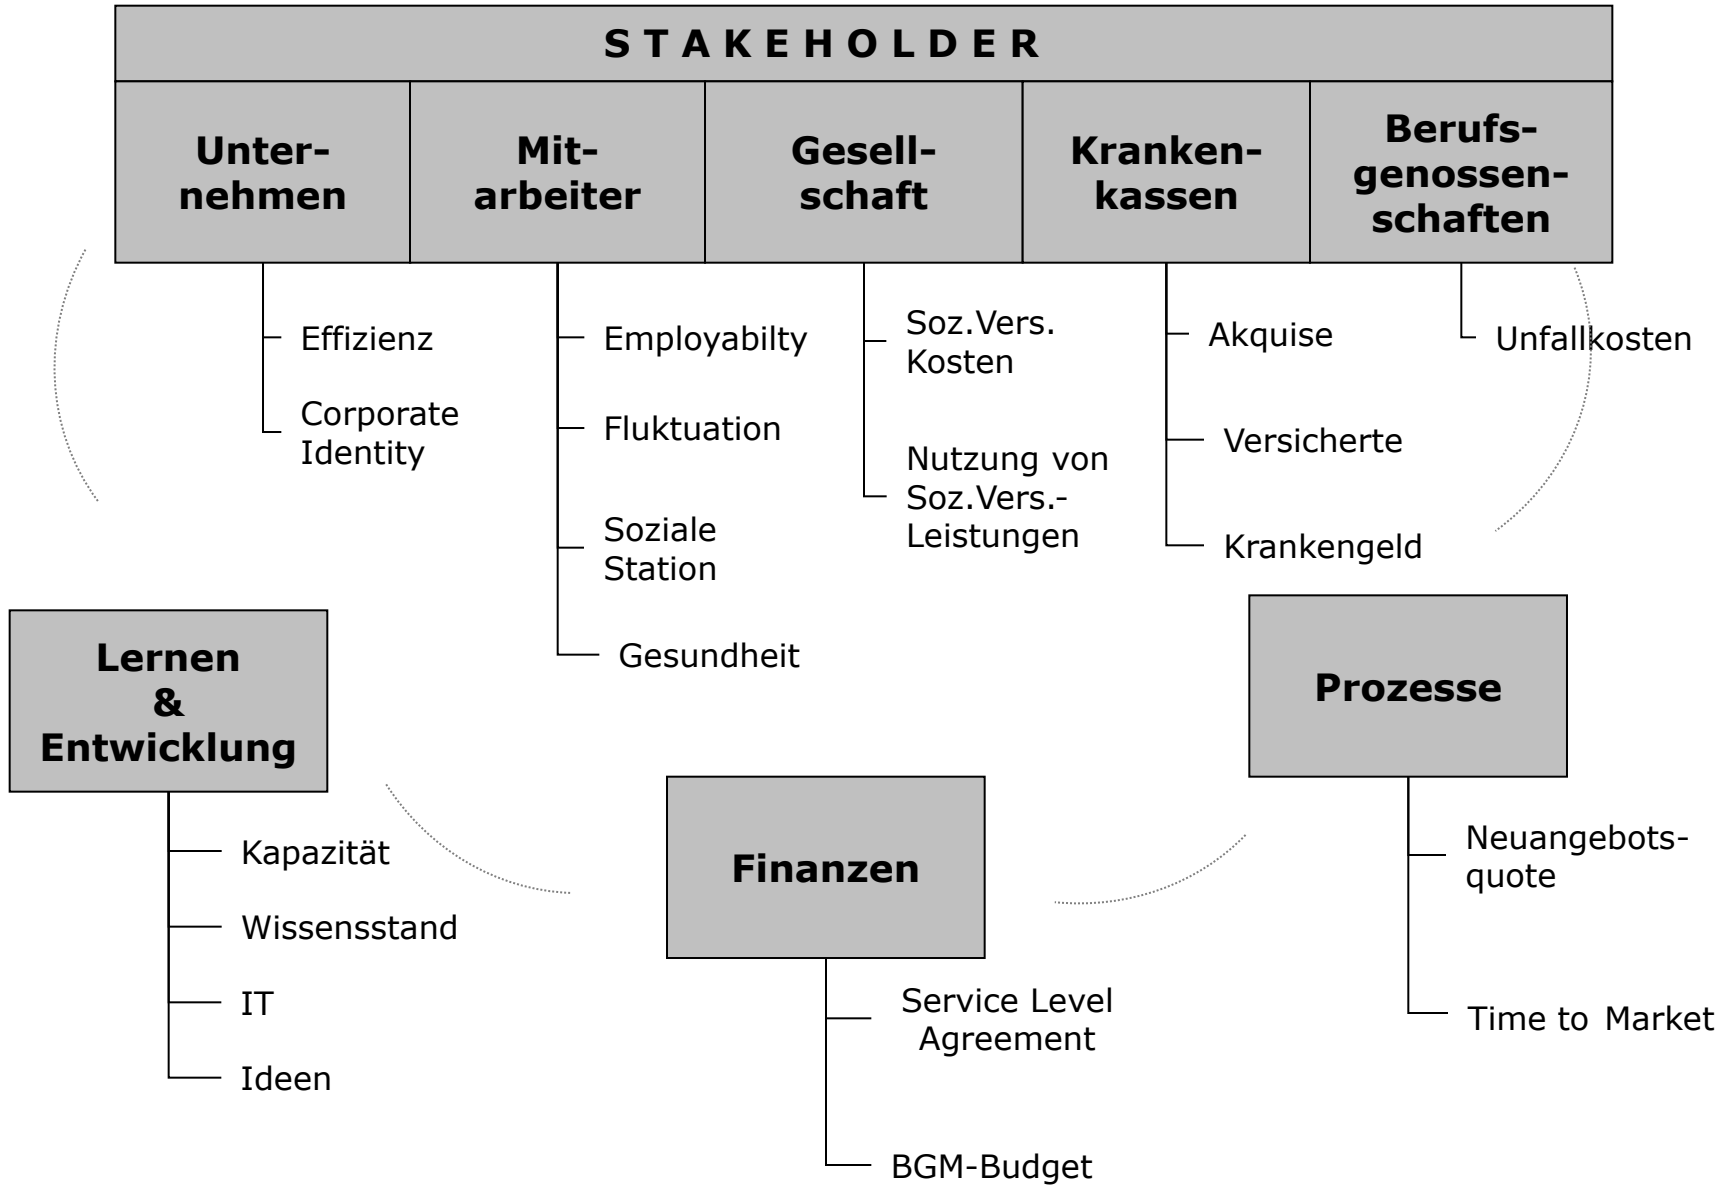 STAKEHOLDER
Unter-
nehmen
Mit-
arbeiter
Gesell-
schaft
Kranken-
kassen
Berufs-
genossen-
schaften
Effizienz
Corporate
Identity
Employabilty
Fluktuation
Soziale
Station
Gesundheit
Soz.Vers.
Kosten
Nutzung von
Soz.Vers.-
Leistungen
Akquise
Versicherte
Krankengeld
Unfallkosten
Lernen
&
Entwicklung
Kapazität
Wissensstand
IT
Ideen
Finanzen
Service Level
Agreement
BGM-Budget
Prozesse
Neuangebots-
quote
Time to Market